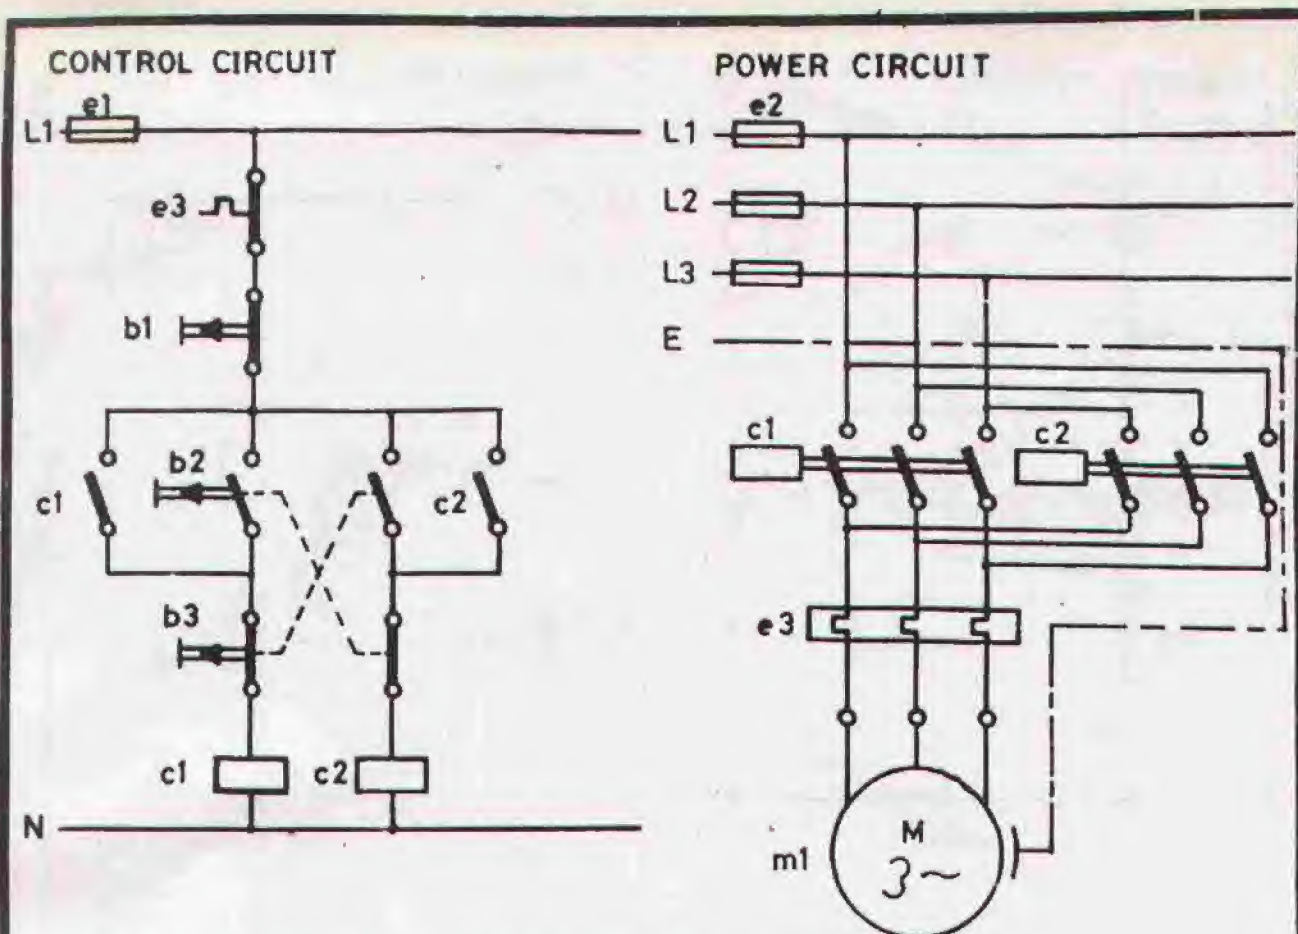 CONTROL CIRCUIT
e1
L1
e3
b1
b2
c1
c2
b3
c1
c2
N
POWER CIRCUIT
e2
L1
L2
L3
E
c1
c2
e3
M
3~
m1